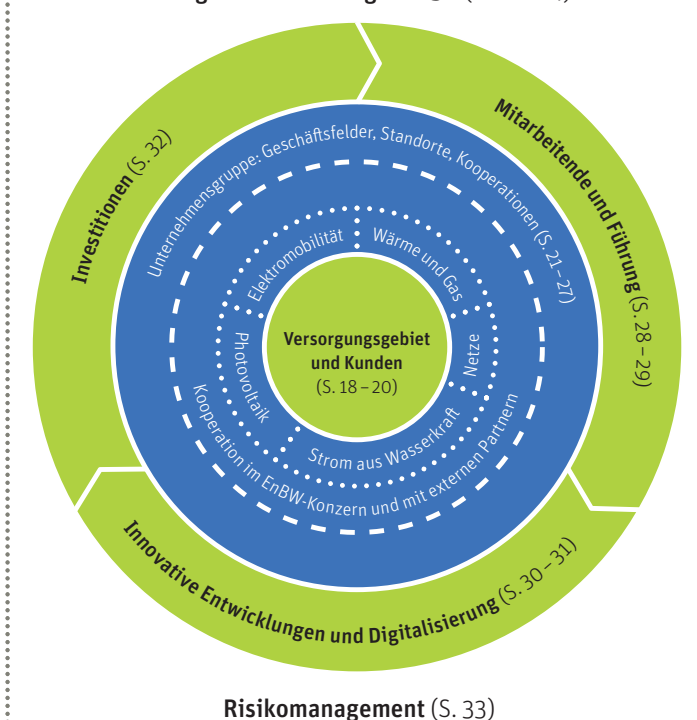 Investitionen (S. 32)
Mitarbeitende und Führung (S. 28–29)
Unternehmensgruppe: Geschäftsfelder, Standorte, Kooperationen (S. 21–27)
Elektromobilität
Wärme und Gas
Photovoltaik
Versorgungsgebiet
und Kunden
(S. 18–20)
Netze
Strom aus Wasserkraft
Kooperation im EnBW-Konzern und mit externen Partnern
Innovative Entwicklungen und Digitalisierung (S. 30–31)
Risikomanagement (S. 33)